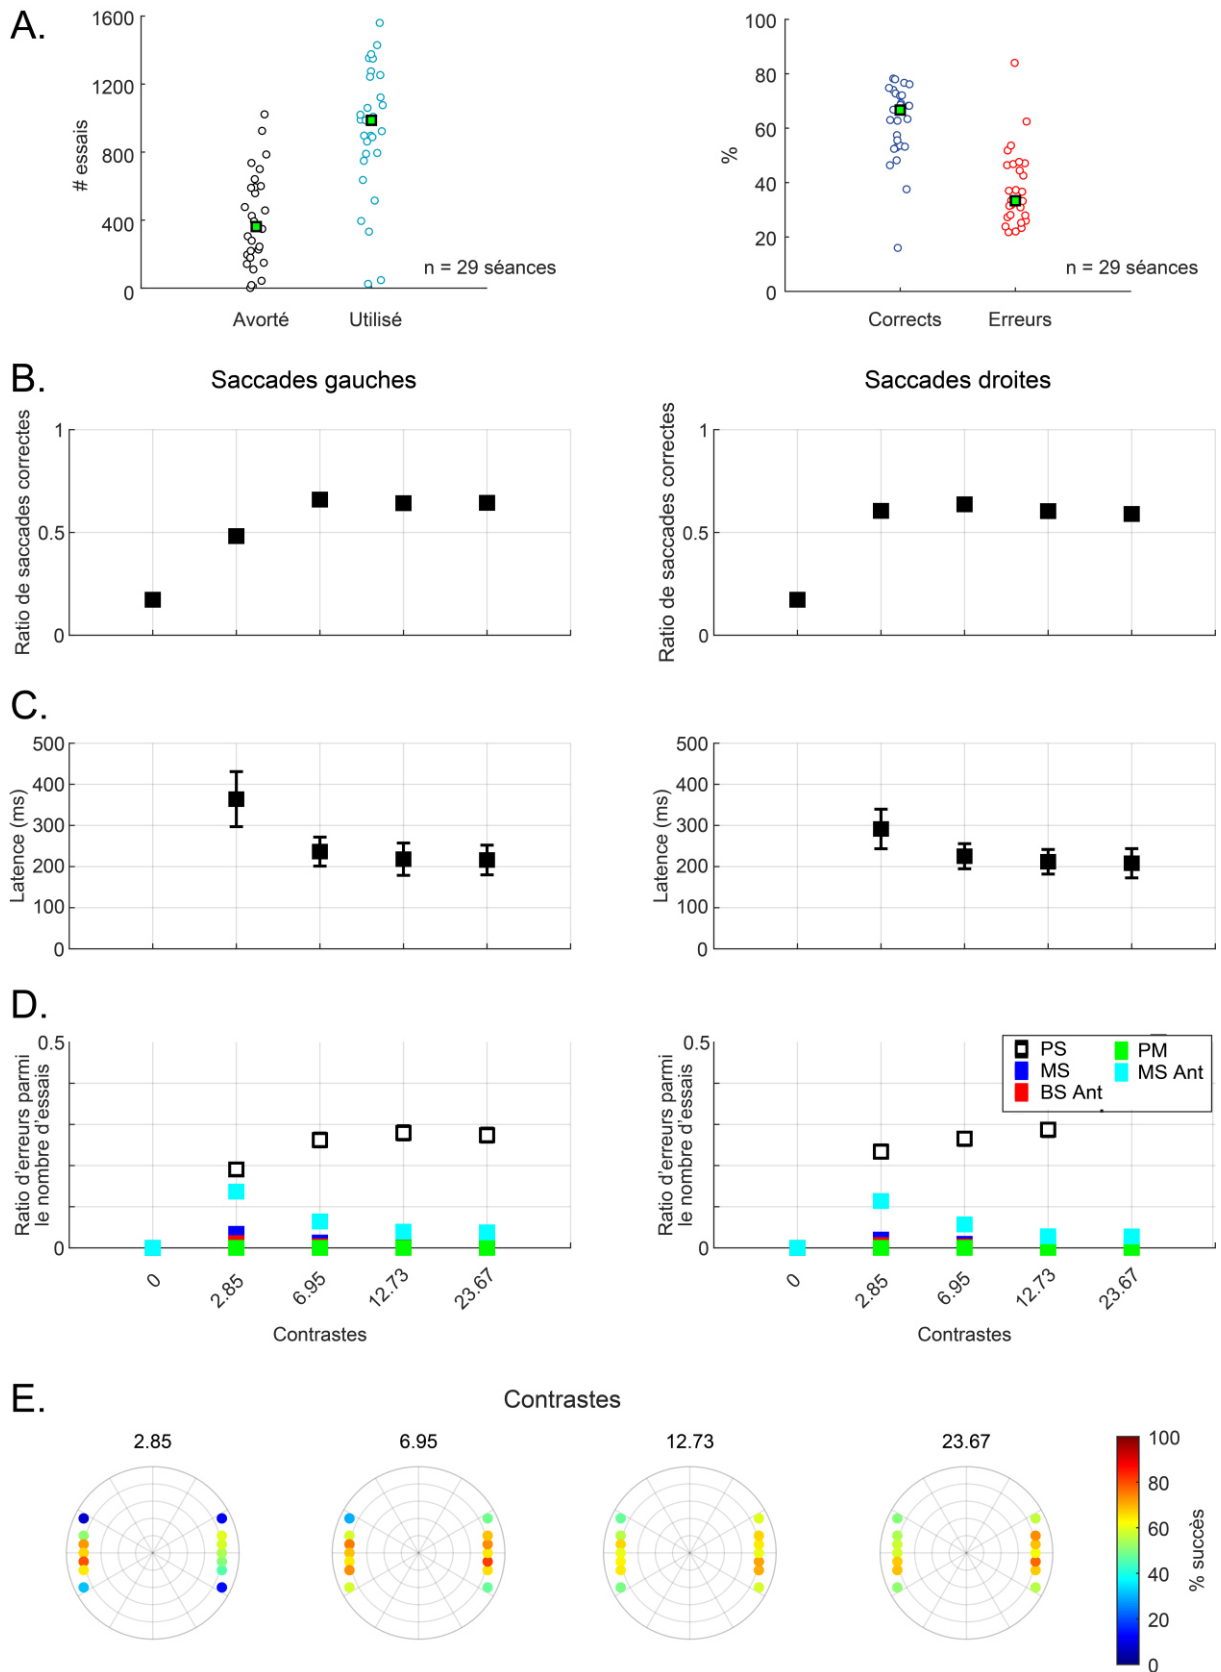 A.
1600
1200
800
400
0
# essais
Avorté
Utilisé
n = 29 séances
100
80
60
40
20
0
%
Corrects
Erreurs
n = 29 séances
B.
Saccades gauches
Saccades droites
Ratio de saccades correctes
1
0.5
0
Ratio de saccades correctes
1
0.5
0
C.
Latence (ms)
500
400
300
200
100
0
Latence (ms)
500
400
300
200
100
0
D.
Ratio d'erreurs parmi
le nombre d'essais
0.5
0
0
2.85
6.95
12.73
23.67
Contrastes
Ratio d'erreurs parmi
le nombre d'essais
0.5
0
PS
MS
BS Ant
PM
MS Ant
0
2.85
6.95
12.73
23.67
Contrastes
E.
Contrastes
2.85
6.95
12.73
23.67
100
80
60
40
20
0
% succès